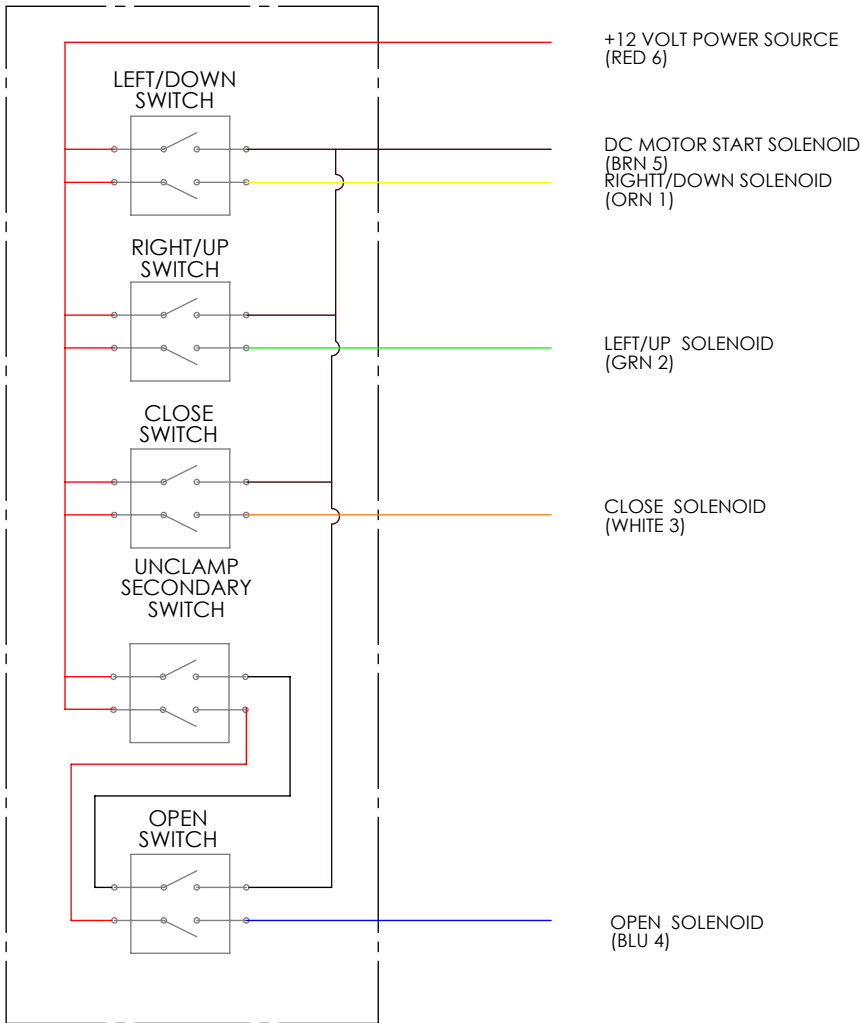 +12 VOLT POWER SOURCE
(RED 6)
LEFT/DOWN
SWITCH
DC MOTOR START SOLENOID
(BRN 5)
RIGHTT/DOWN SOLENOID
(ORN 1)
RIGHT/UP
SWITCH
LEFT/UP SOLENOID
(GRN 2)
CLOSE
SWITCH
CLOSE SOLENOID
(WHITE 3)
UNCLAMP
SECONDARY
SWITCH
OPEN
SWITCH
OPEN SOLENOID
(BLU 4)